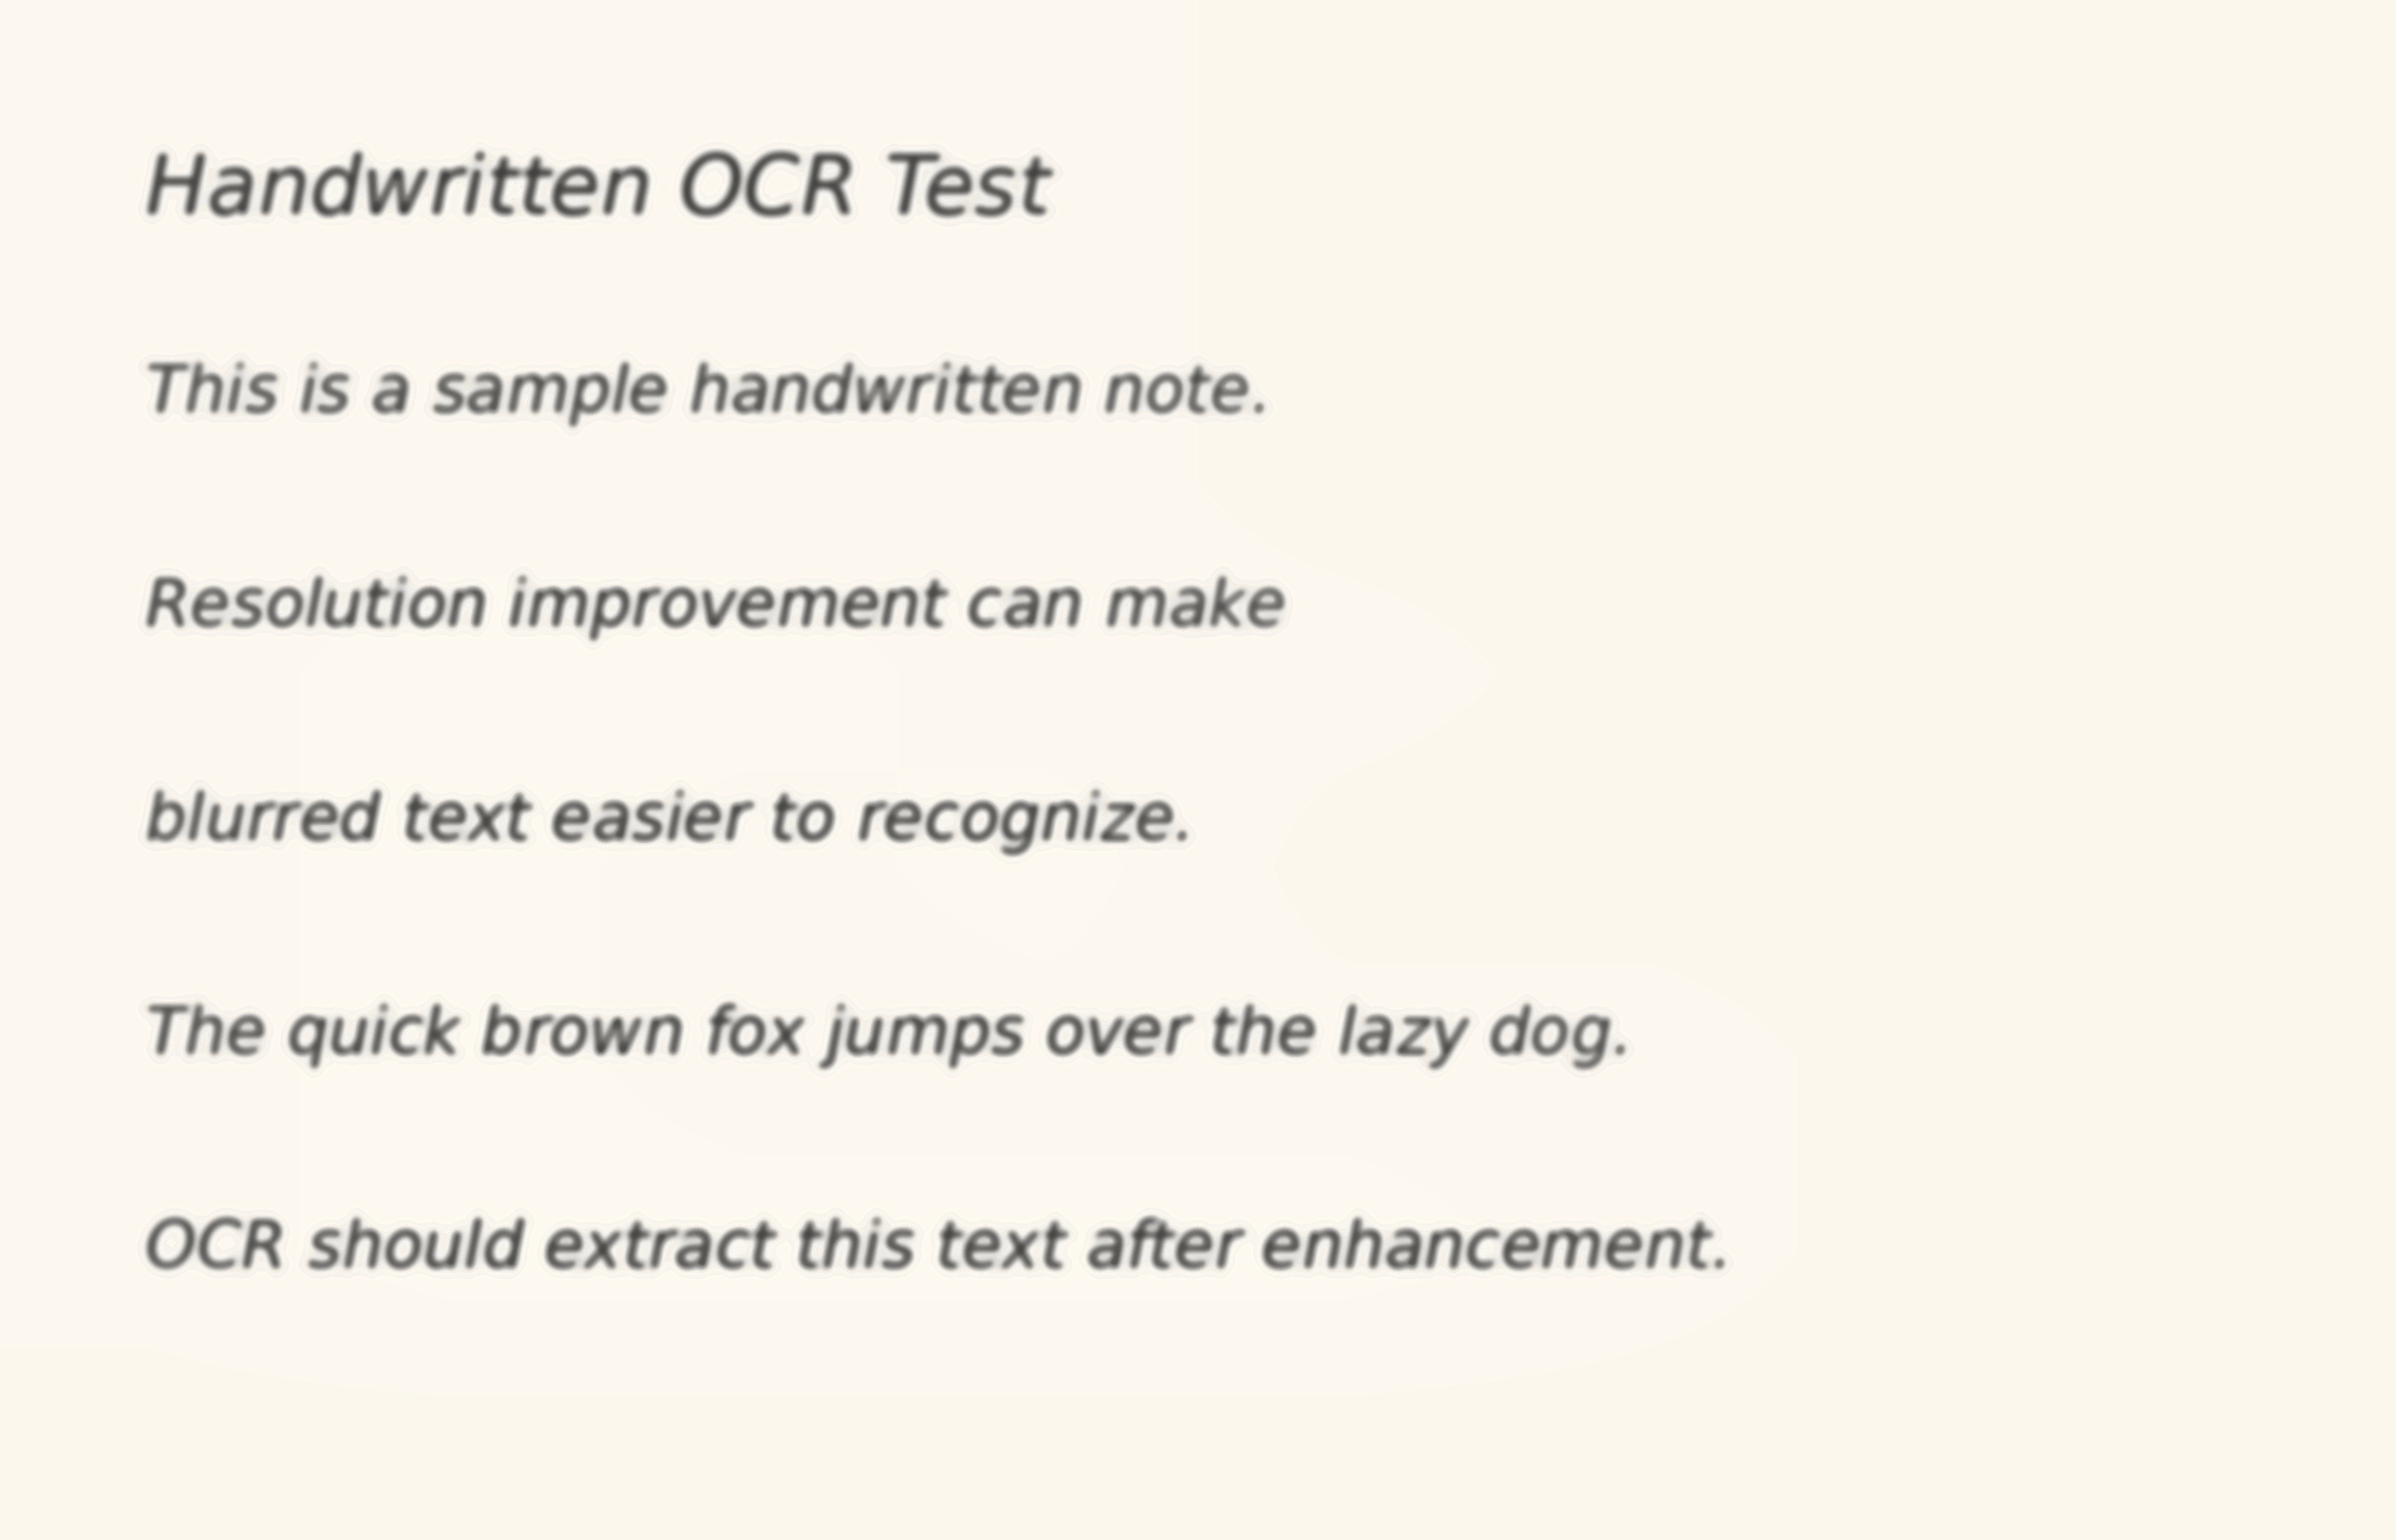 Handwritten OCR Test
This is a sample handwritten note.
Resolution improvement can make
blurred text easier to recognize.
The quick brown fox jumps over the lazy dog.
OCR should extract this text after enhancement.